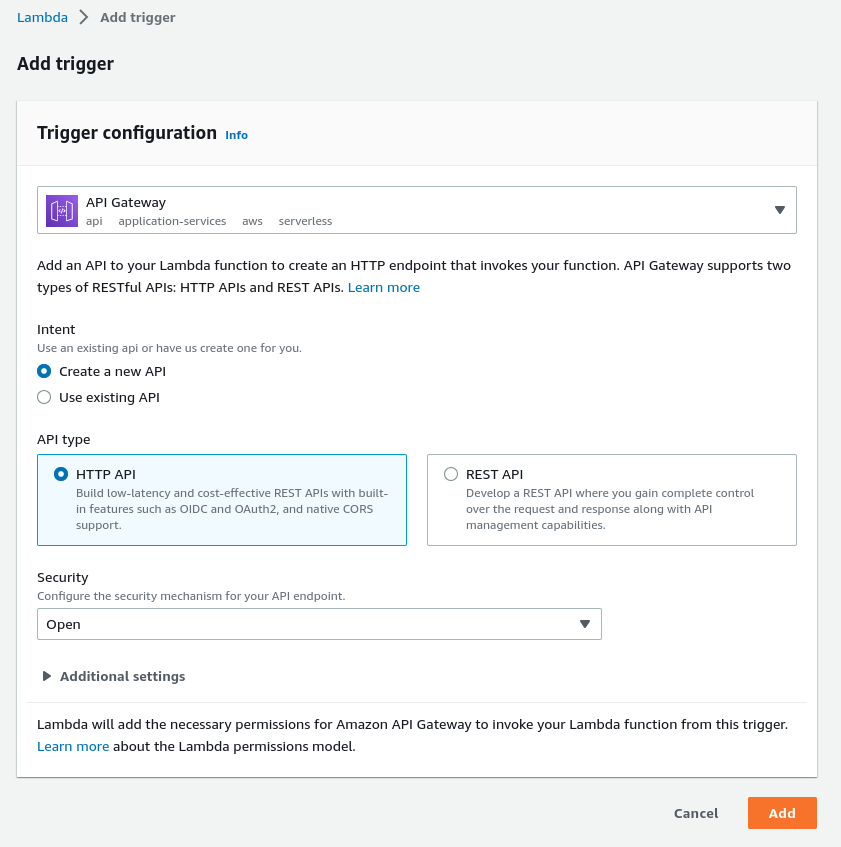 Lambda > Add trigger
Add trigger
Trigger configuration Info
API Gateway
api application-services aws serverless
Add an API to your Lambda function to create an HTTP endpoint that invokes your function. API Gateway supports two
types of RESTful APIs: HTTP APIs and REST APIs. Learn more
Intent
Use an existing api or have us create one for you.
Create a new API
Use existing API
API type
HTTP API
Build low-latency and cost-effective REST APIs with built-
in features such as OIDC and OAuth2, and native CORS
support.
REST API
Develop a REST API where you gain complete control
over the request and response along with API
management capabilities.
Security
Configure the security mechanism for your API endpoint.
Open
Additional settings
Lambda will add the necessary permissions for Amazon API Gateway to invoke your Lambda function from this trigger.
Learn more about the Lambda permissions model.
Cancel Add